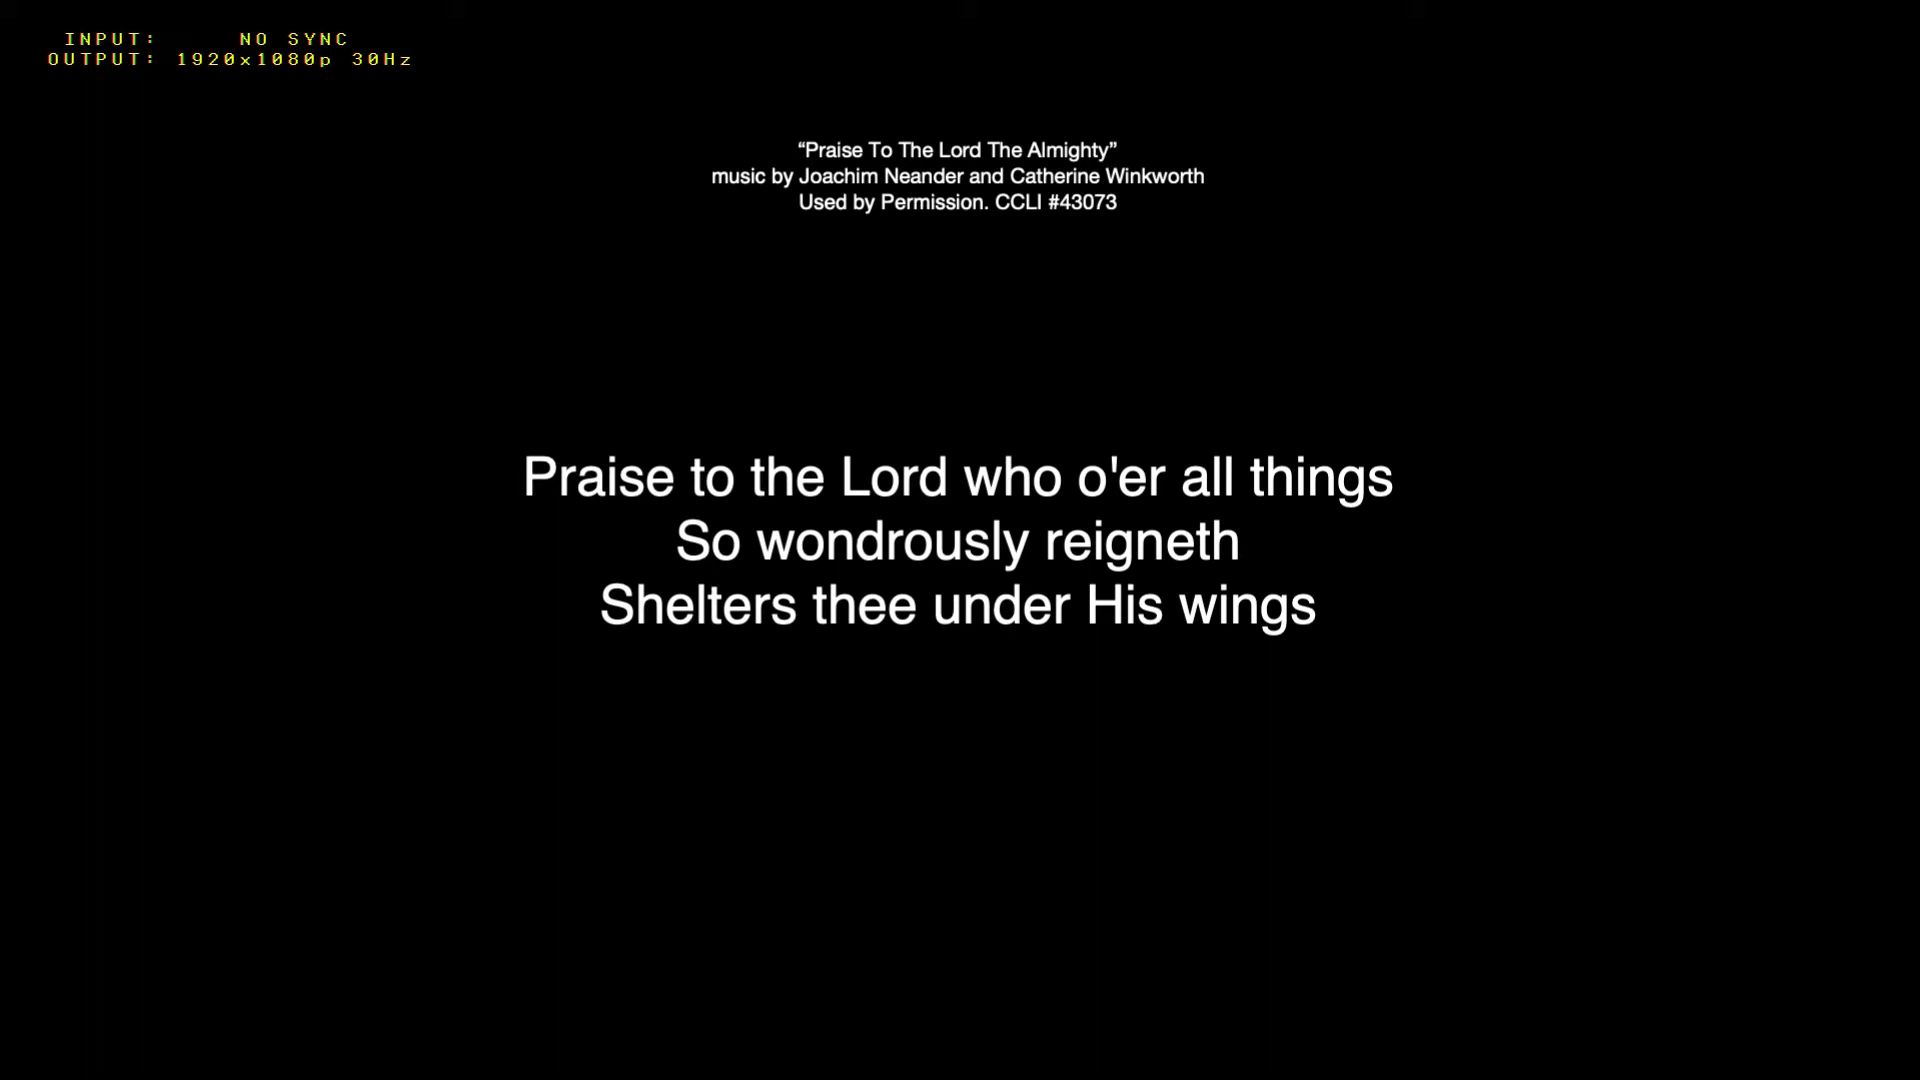 INPUT: NO SYNC
OUTPUT: 1920x1080p 30Hz
“Praise To The Lord The Almighty”
music by Joachim Neander and Catherine Winkworth
Used by Permission. CCLI #43073
Praise to the Lord who o'er all things
So wondrously reigneth
Shelters thee under His wings